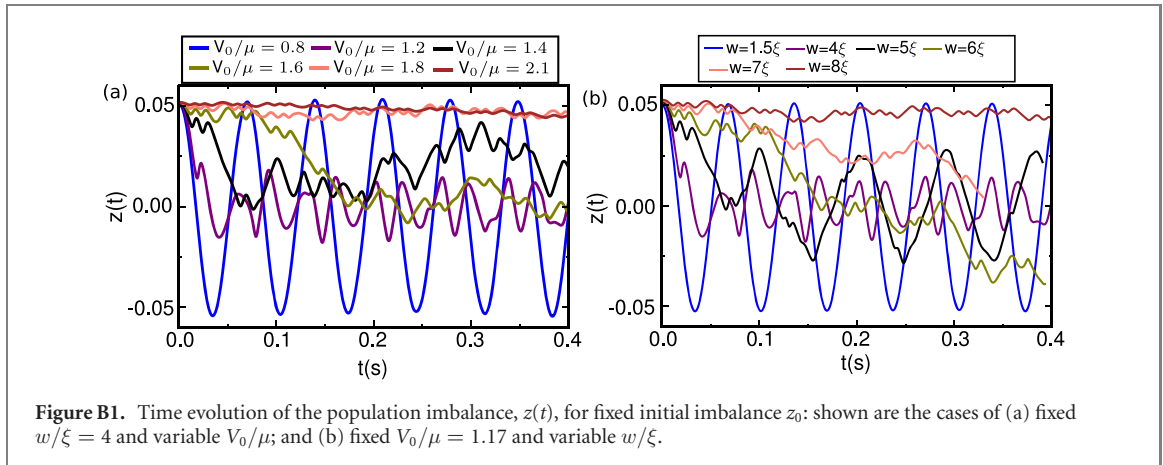 V₀/μ = 0.8 V₀/μ = 1.2 V₀/μ = 1.4
V₀/μ = 1.6 V₀/μ = 1.8 V₀/μ = 2.1
(a)
0.05
0.00
-0.05
z(t)
0.0 0.1 0.2 0.3 0.4
t(s)
w=1.5ξ w=4ξ w=5ξ w=6ξ
w=7ξ w=8ξ
(b)
0.05
0.00
-0.05
z(t)
0.0 0.1 0.2 0.3 0.4
t(s)
Figure B1. Time evolution of the population imbalance, z(t), for fixed initial imbalance z₀: shown are the cases of (a) fixed
w/ξ = 4 and variable V₀/μ; and (b) fixed V₀/μ = 1.17 and variable w/ξ.